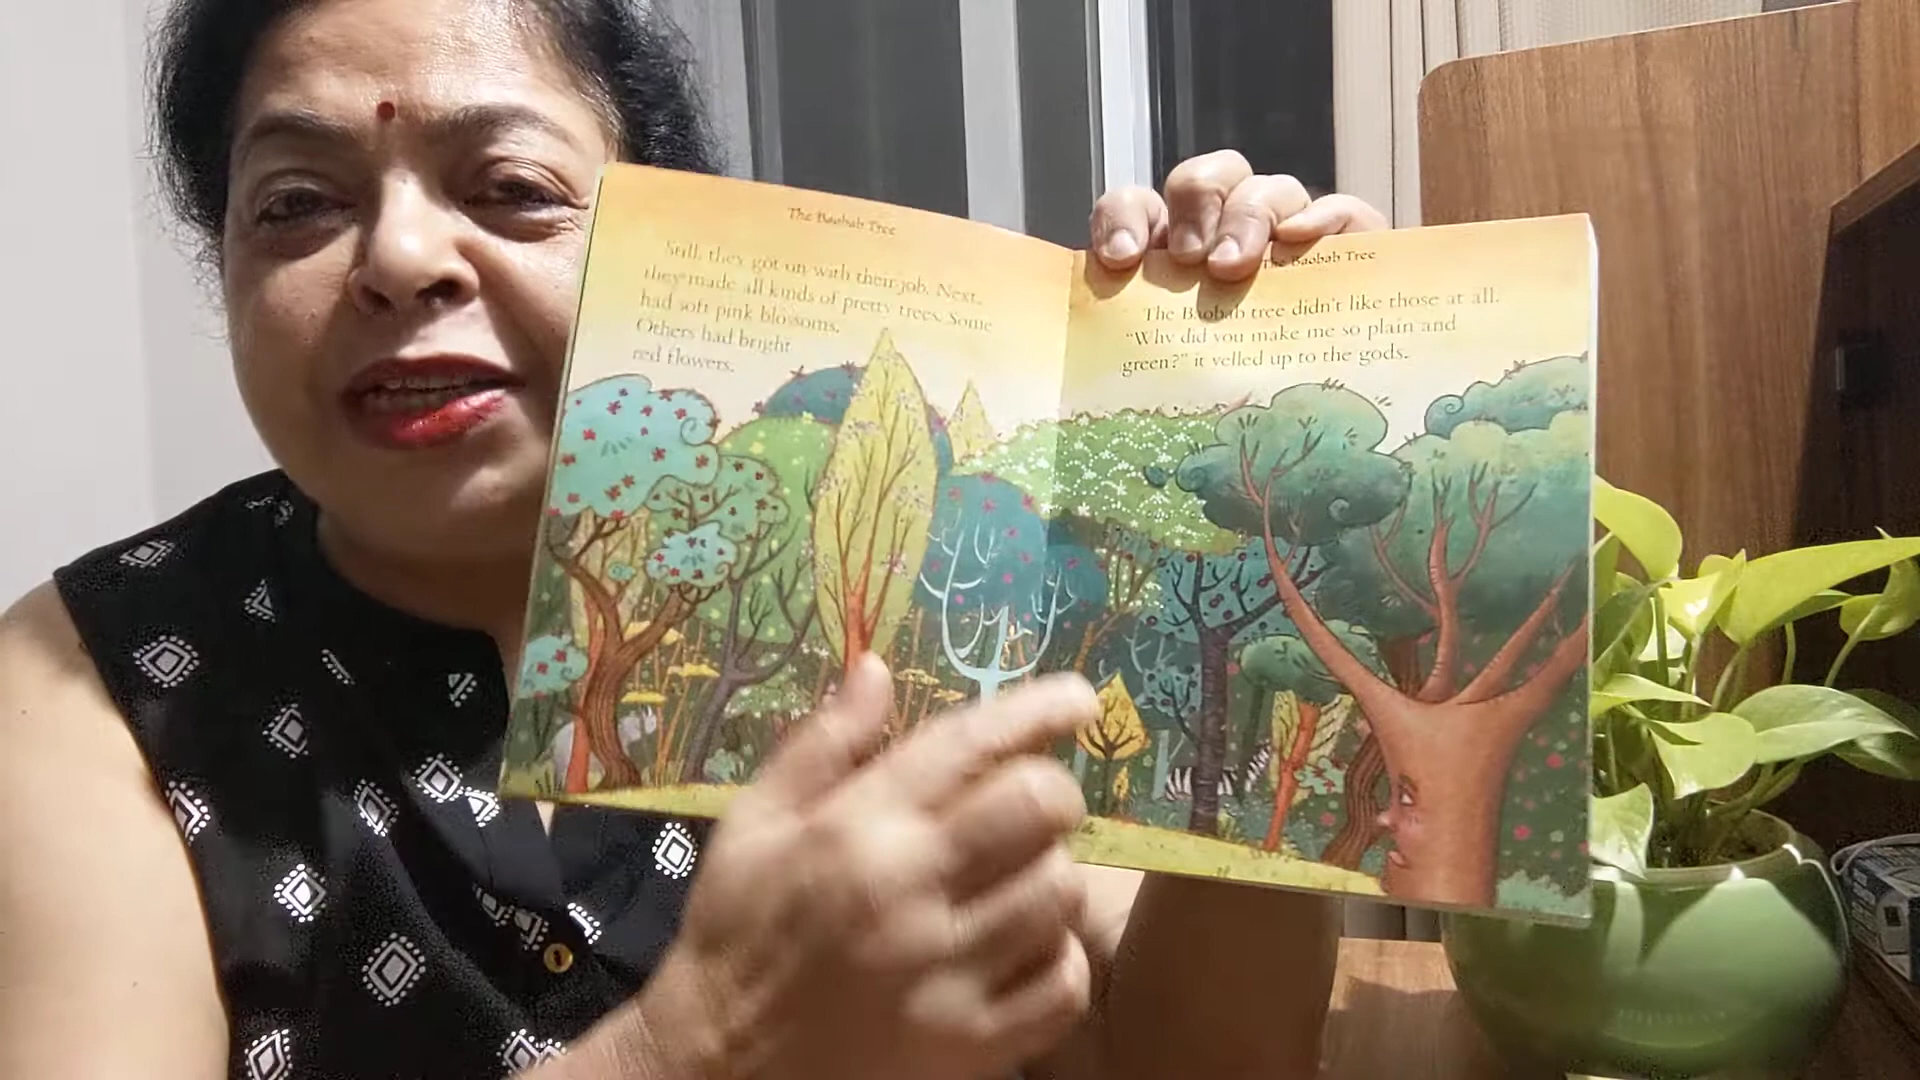 The Baobab Tree
Still, they got on with their job. Next,
they made all kinds of pretty trees. Some
had soft pink blossoms.
Others had bright
red flowers.
The Baobab Tree
The Baobab tree didn't like those at all.
"Why did you make me so plain and
green?" it yelled up to the gods.